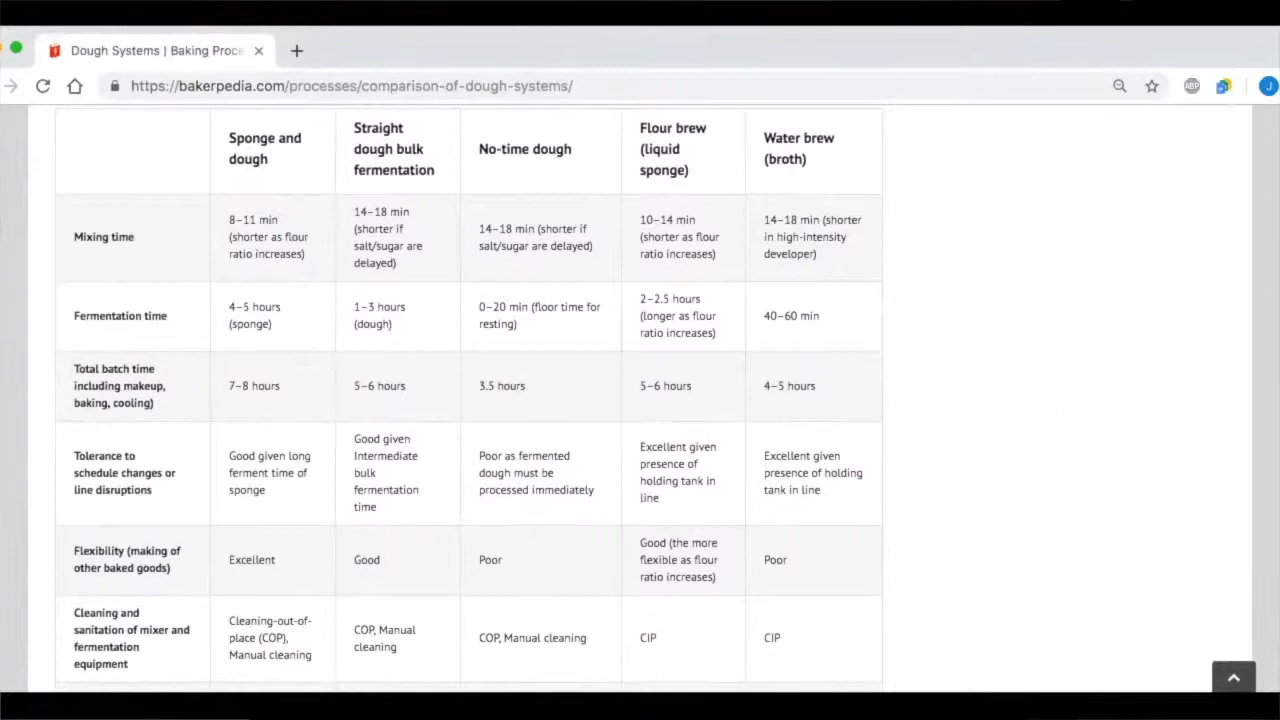 Dough Systems | Baking Proce
https://bakerpedia.com/processes/comparison-of-dough-systems/
ABP
J
Sponge and
dough
Straight
dough bulk
fermentation
No-time dough
Flour brew
(liquid
sponge)
Water brew
(broth)
Mixing time
8–11 min
(shorter as flour
ratio increases)
14–18 min
(shorter if
salt/sugar are
delayed)
14–18 min (shorter if
salt/sugar are delayed)
10–14 min
(shorter as flour
ratio increases)
14–18 min (shorter
in high-intensity
developer)
Fermentation time
4–5 hours
(sponge)
1–3 hours
(dough)
0–20 min (floor time for
resting)
2–2.5 hours
(longer as flour
ratio increases)
40–60 min
Total batch time
including makeup,
baking, cooling)
7–8 hours
5–6 hours
3.5 hours
5–6 hours
4–5 hours
Tolerance to
schedule changes or
line disruptions
Good given long
ferment time of
sponge
Good given
Intermediate
bulk
fermentation
time
Poor as fermented
dough must be
processed immediately
Excellent given
presence of
holding tank in
line
Excellent given
presence of holding
tank in line
Flexibility (making of
other baked goods)
Excellent
Good
Poor
Good (the more
flexible as flour
ratio increases)
Poor
Cleaning and
sanitation of mixer and
fermentation
equipment
Cleaning-out-of-
place (COP),
Manual cleaning
COP, Manual
cleaning
COP, Manual cleaning
CIP
CIP